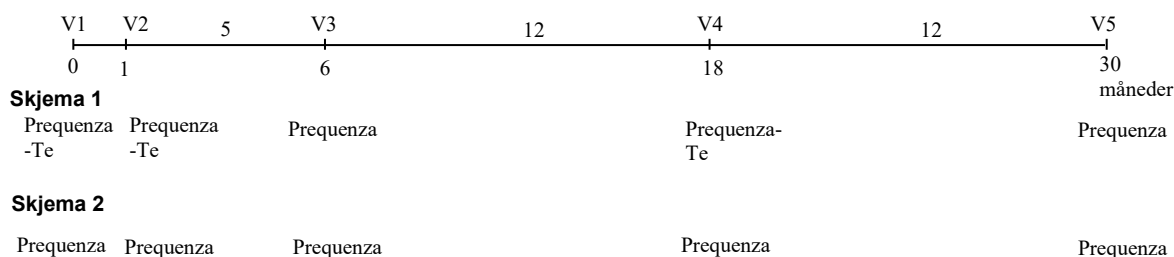 V1 V2 5 V3 12 V4 12 V5
0 1 6 18 30
måneder
Skjema 1
Prequenza Prequenza Prequenza Prequenza- Prequenza
-Te -Te Te
Skjema 2
Prequenza Prequenza Prequenza Prequenza Prequenza